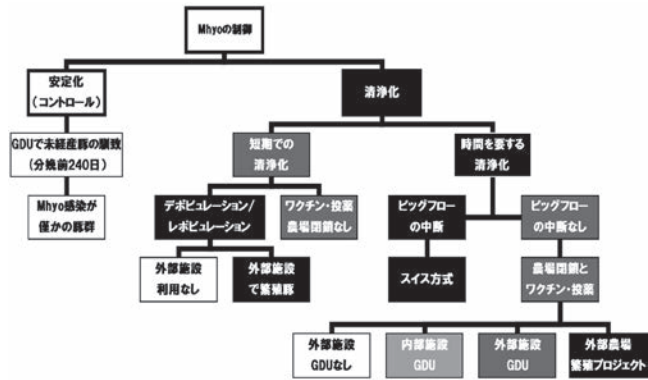 Mhyoの制御
安定化
(コントロール)
清浄化
GDUで未経産豚の馴致
(分娩前240日)
短期での
清浄化
時間を要する
清浄化
Mhyo感染が
僅かの豚群
デポピュレーション/
レポピュレーション
ワクチン・投薬
農場閉鎖なし
ピッグフロー
の中断
ピッグフロー
の中断なし
外部施設
利用なし
外部施設
で繁殖豚
スイス方式
農場閉鎖と
ワクチン・投薬
外部施設
GDUなし
内部施設
GDU
外部施設
GDU
外部農場
繁殖プロジェクト